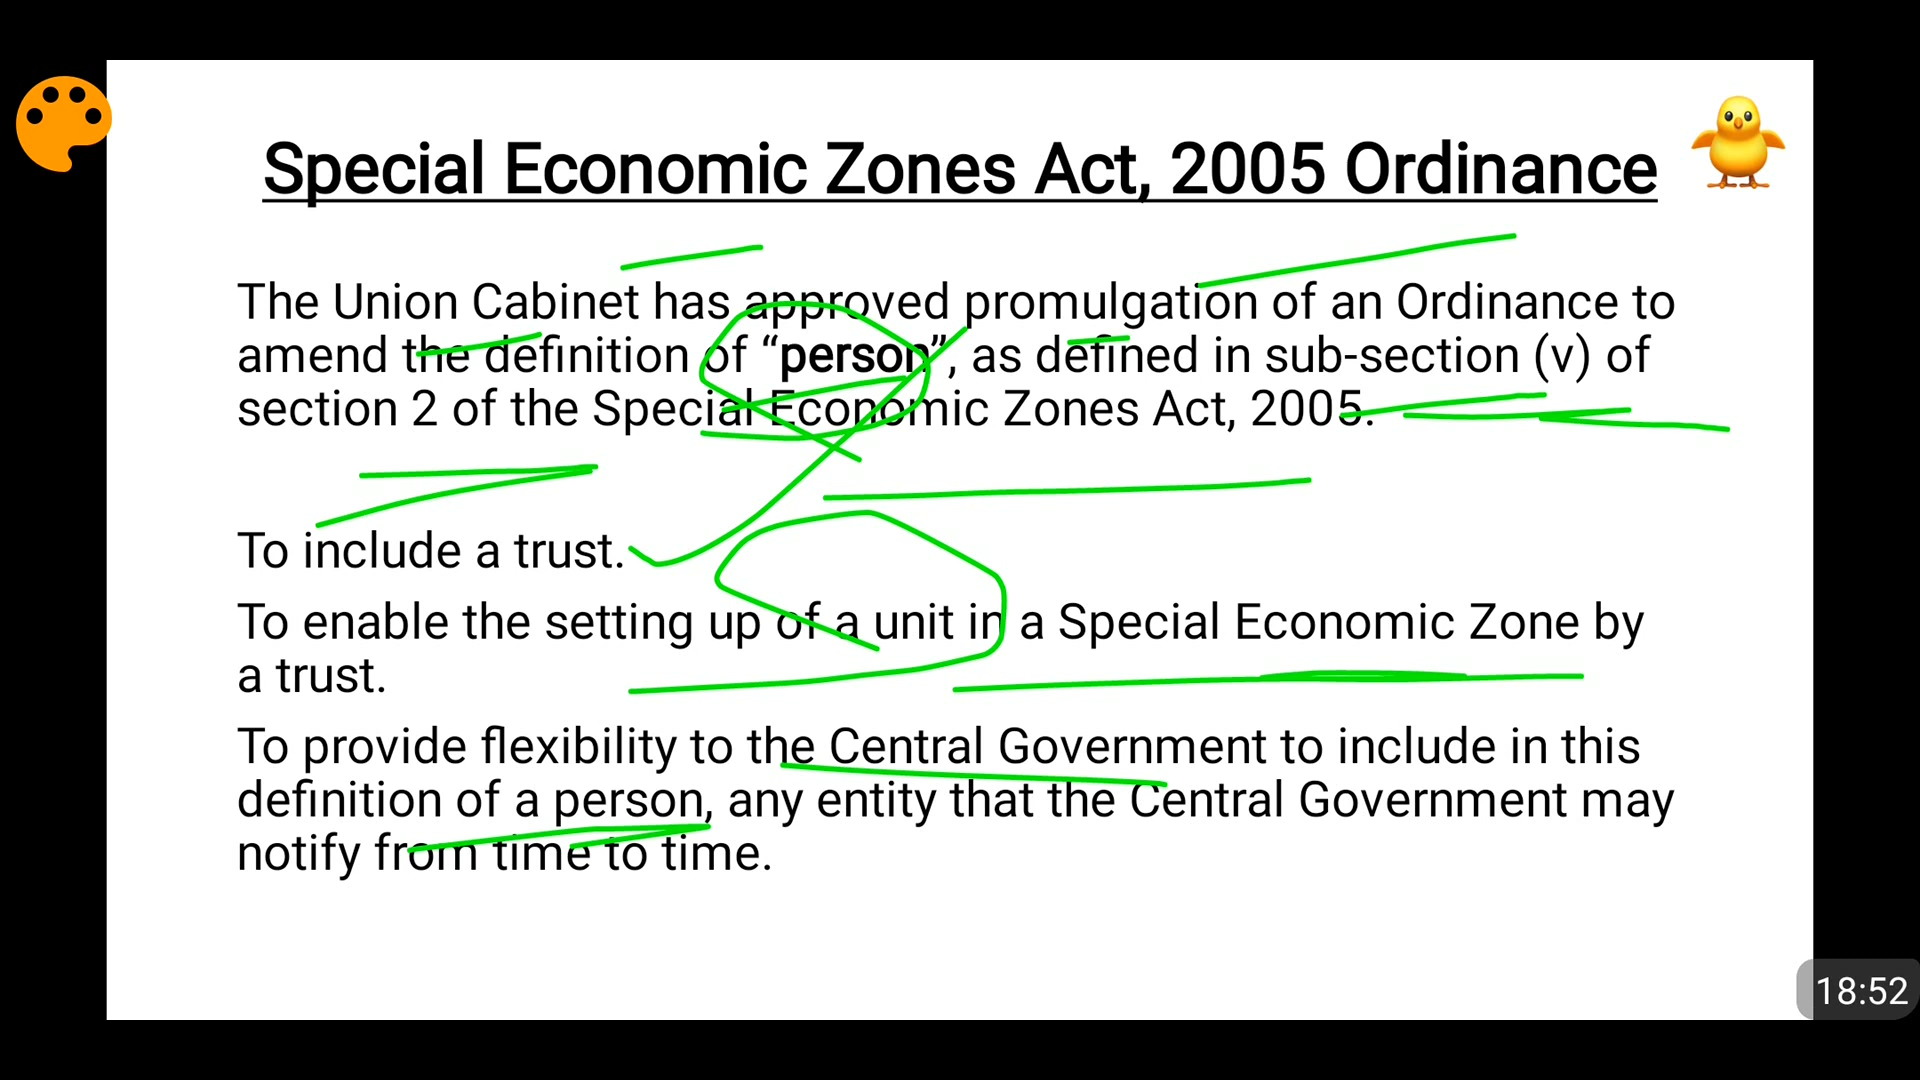 Special Economic Zones Act, 2005 Ordinance
The Union Cabinet has approved promulgation of an Ordinance to
amend the definition of “person”, as defined in sub-section (v) of
section 2 of the Special Economic Zones Act, 2005.
To include a trust.
To enable the setting up of a unit in a Special Economic Zone by
a trust.
To provide flexibility to the Central Government to include in this
definition of a person, any entity that the Central Government may
notify from time to time.
18:52